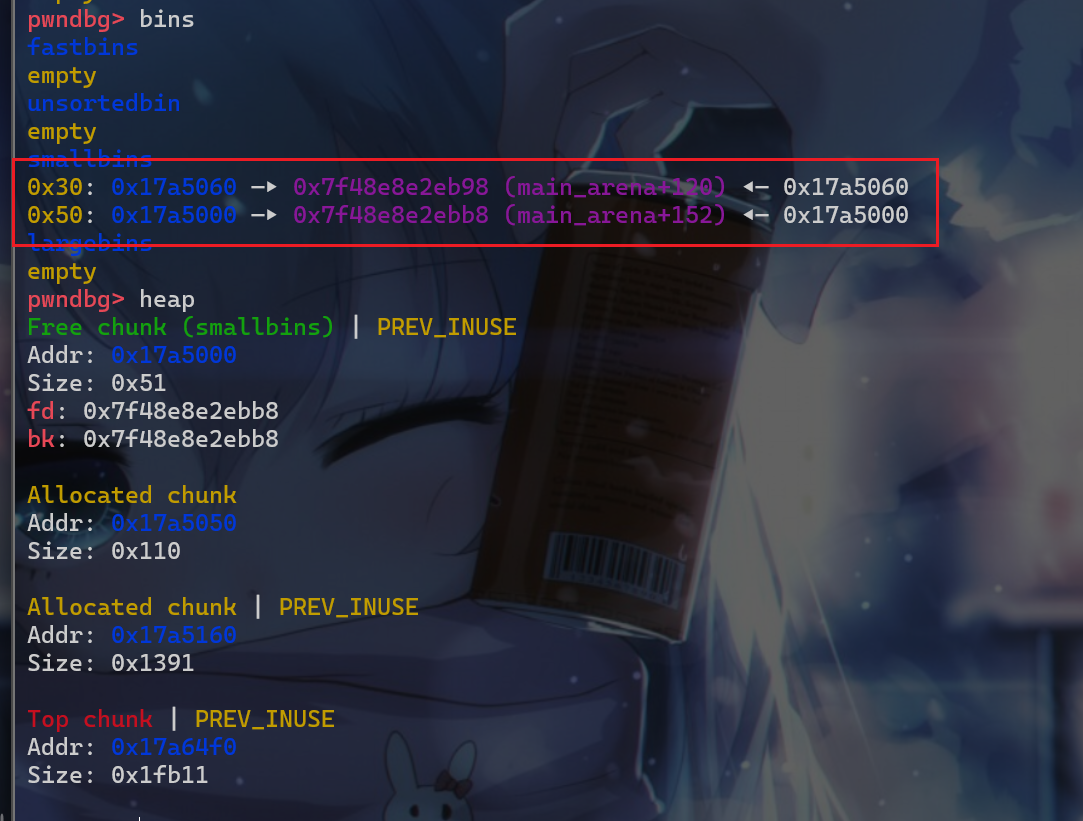 pwndbg> bins
fastbins
empty
unsortedbin
empty
smallbins
0x30: 0x17a5060 —▸ 0x7f48e8e2eb98 (main_arena+120) ◂— 0x17a5060
0x50: 0x17a5000 —▸ 0x7f48e8e2ebb8 (main_arena+152) ◂— 0x17a5000
largebins
empty
pwndbg> heap
Free chunk (smallbins) | PREV_INUSE
Addr: 0x17a5000
Size: 0x51
fd: 0x7f48e8e2ebb8
bk: 0x7f48e8e2ebb8
Allocated chunk
Addr: 0x17a5050
Size: 0x110
Allocated chunk | PREV_INUSE
Addr: 0x17a5160
Size: 0x1391
Top chunk | PREV_INUSE
Addr: 0x17a64f0
Size: 0x1fb11